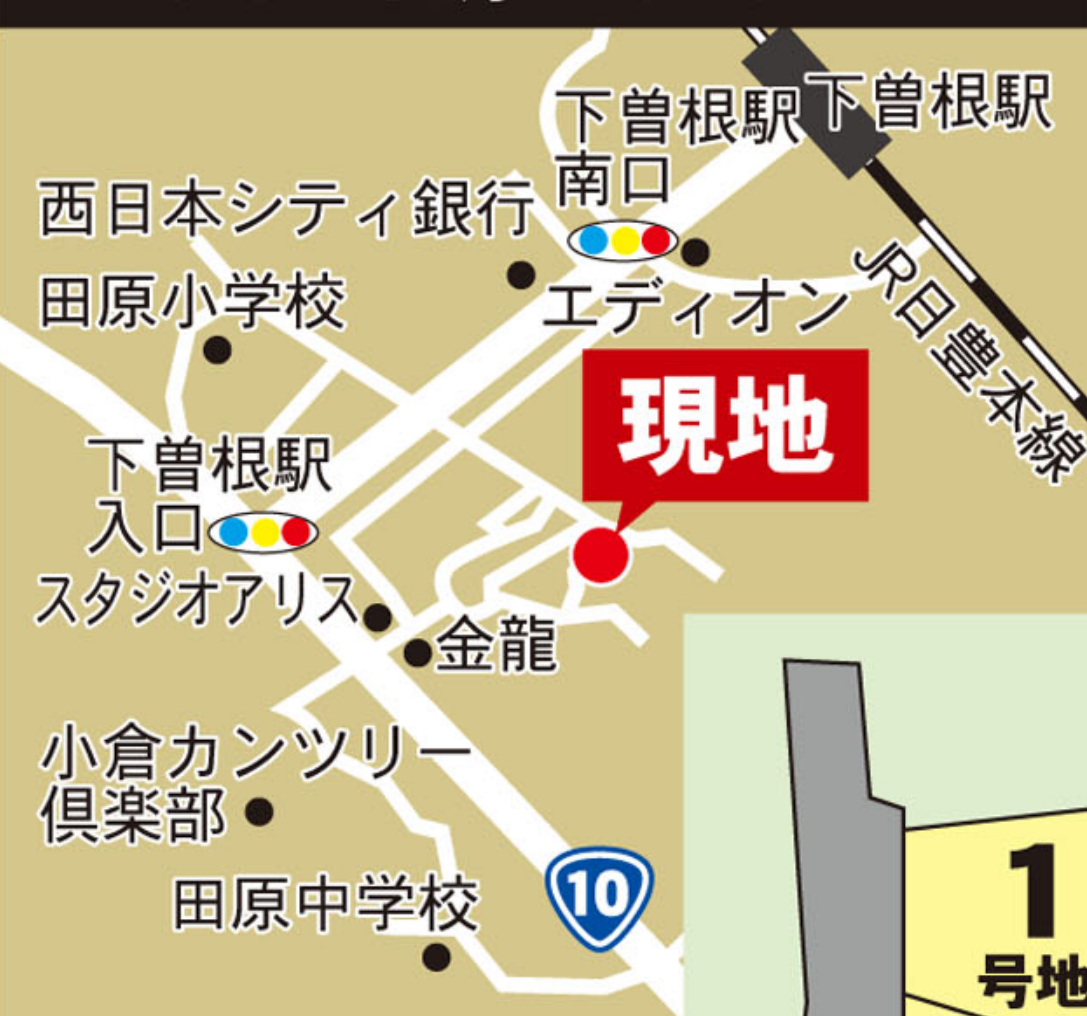 下曽根駅
下曽根駅
南口
西日本シティ銀行
田原小学校
エディオン
JR日豊本線
現地
下曽根駅
入口
スタジオアリス
金龍
小倉カンツリー
倶楽部
田原中学校
10
1
号地